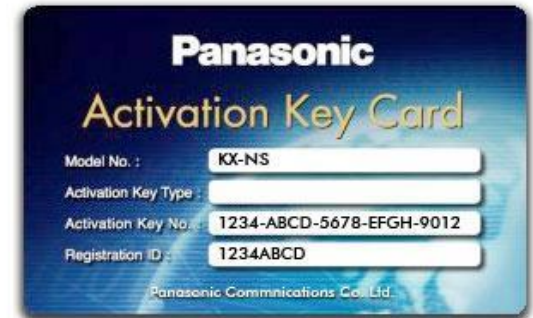 Panasonic
Activation Key Card
Model No. : KX-NS
Activation Key Type :
Activation Key No. : 1234-ABCD-5678-EFGH-9012
Registration ID : 1234ABCD
Panasonic Commnications Co. Ltd.